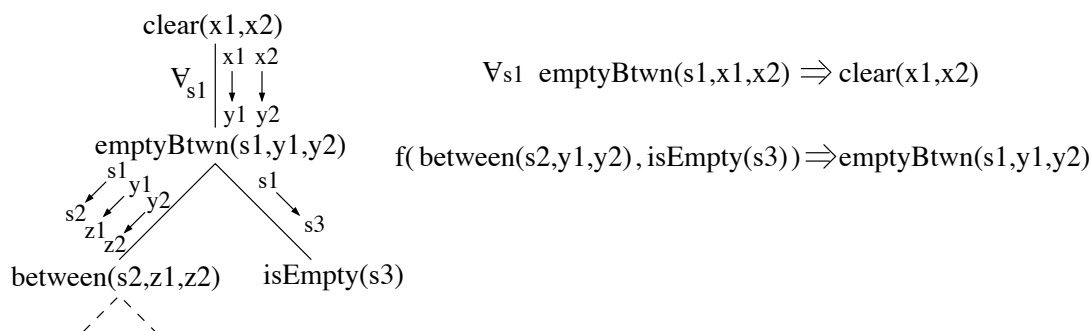 clear(x1,x2)
x1 x2
∀s1
y1 y2
emptyBtwn(s1,y1,y2)
s1
y1
y2
s2
z1
z2
s1
s3
between(s2,z1,z2)
isEmpty(s3)
∀s1 emptyBtwn(s1,x1,x2) ⇒ clear(x1,x2)
f( between(s2,y1,y2) , isEmpty(s3) ) ⇒ emptyBtwn(s1,y1,y2)